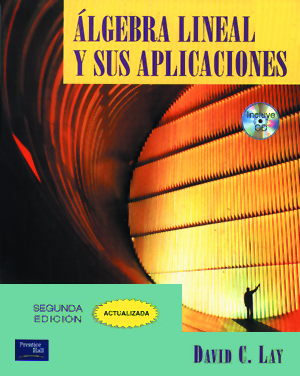 ÁLGEBRA LINEAL
Y SUS APLICACIONES
Incluye
CD
SEGUNDA
EDICIÓN
ACTUALIZADA
Prentice
Hall
DAVID C. LAY